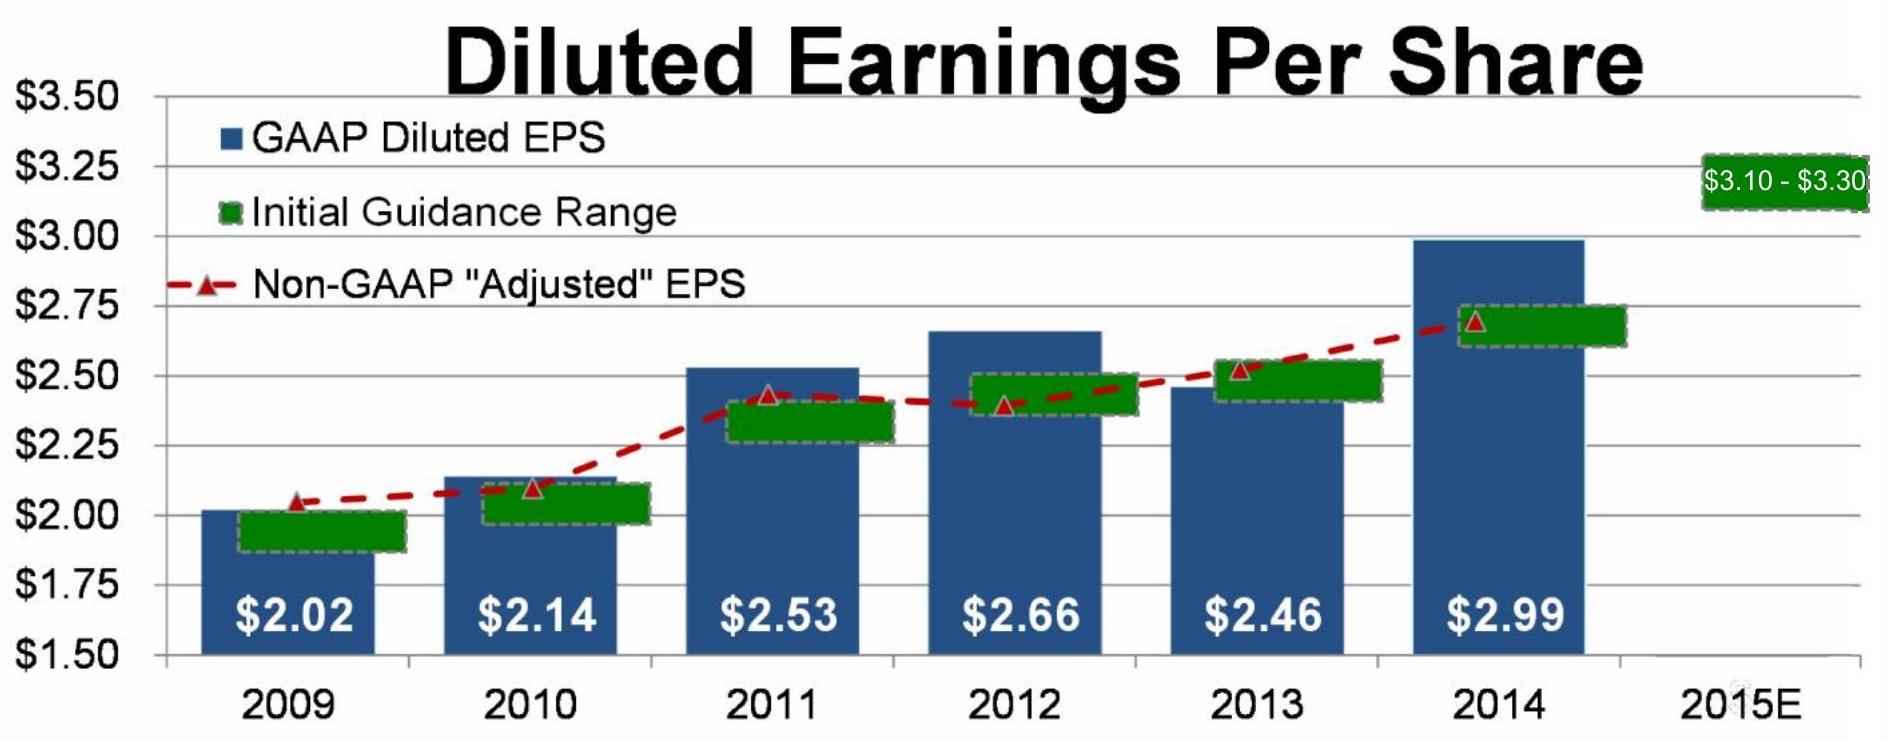 Diluted Earnings Per Share
$3.50
GAAP Diluted EPS
$3.25
$3.10 - $3.30
Initial Guidance Range
$3.00
Non-GAAP "Adjusted" EPS
$2.75
$2.50
$2.25
$2.00
$1.75
$2.02 $2.14 $2.53 $2.66 $2.46 $2.99
$1.50
2009 2010 2011 2012 2013 2014 2015E